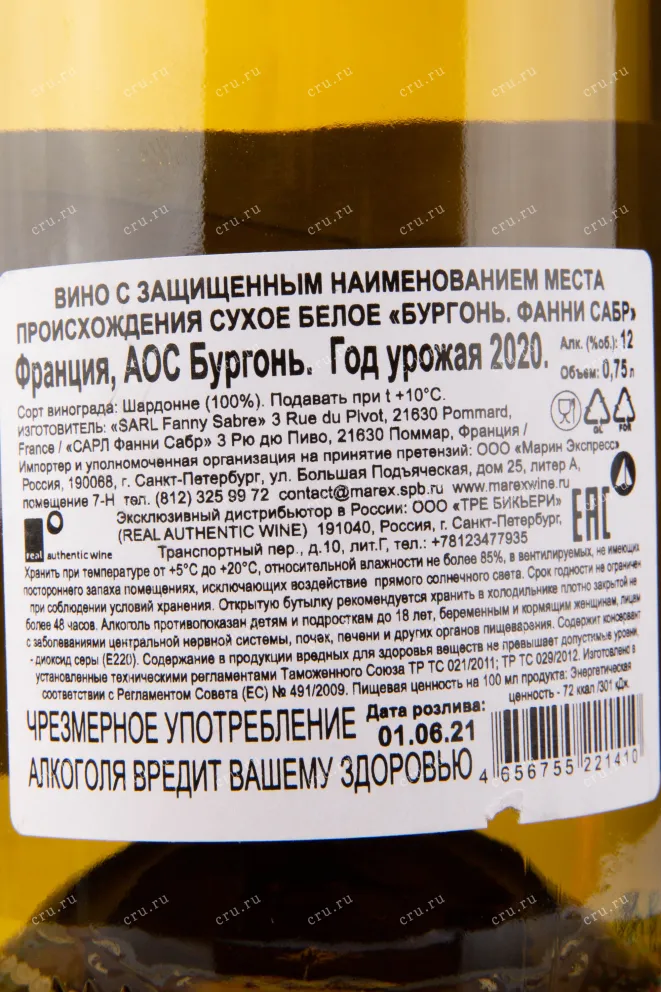 ВИНО С ЗАЩИЩЕННЫМ НАИМЕНОВАНИЕМ МЕСТА
ПРОИСХОЖДЕНИЯ СУХОЕ БЕЛОЕ «БУРГОНЬ. ФАННИ САБР»
Франция, АОС Бургонь. Год урожая 2020.
Алк. (%об.): 12
Объем: 0,75л
Сорт винограда: Шардонне (100%). Подавать при t +10°C.
ИЗГОТОВИТЕЛЬ: «SARL Fanny Sabre» 3 Rue du Pivot, 21630 Pommard,
France / «САРЛ Фанни Сабр» 3 Рю дю Пиво, 21630 Поммар, Франция /
Импортер и уполномоченная организация на принятие претензий: ООО «Марин Экспресс»
Россия, 190068, г. Санкт-Петербург, ул. Большая Подъяческая, дом 25, литер А,
помещение 7-Н тел. (812) 325 99 72 contact@marex.spb.ru www.marexwine.ru
Эксклюзивный дистрибьютор в России: ООО «ТРЕ БИКЬЕРИ»
(REAL AUTHENTIC WINE) 191040, Россия, г. Санкт-Петербург,
Транспортный пер., д.10, лит.Г, тел.: +78123477935
real authentic wine
EAC
Хранить при температуре от +5°C до +20°C, относительной влажности не более 85%, в вентилируемых, не имеющих
постороннего запаха помещениях, исключающих воздействие прямого солнечного света. Срок годности не ограничен
при соблюдении условий хранения. Открытую бутылку рекомендуется хранить в холодильнике плотно закрытой не
более 48 часов. Алкоголь противопоказан детям и подросткам до 18 лет, беременным и кормящим женщинам, лицам
с заболеваниями центральной нервной системы, почек, печени и других органов пищеварения. Содержит консервант
- диоксид серы (Е220). Содержание в продукции вредных для здоровья веществ не превышает допустимые уровни,
установленные техническими регламентами Таможенного Союза ТР ТС 021/2011; ТР ТС 029/2012. Изготовлено в
соответствии с Регламентом Совета (ЕС) № 491/2009. Пищевая ценность на 100 мл продукта: Энергетическая
ценность - 72 ккал /301 кДж.
ЧРЕЗМЕРНОЕ УПОТРЕБЛЕНИЕ
АЛКОГОЛЯ ВРЕДИТ ВАШЕМУ ЗДОРОВЬЮ
Дата розлива:
01.06.21
4 656755 221410